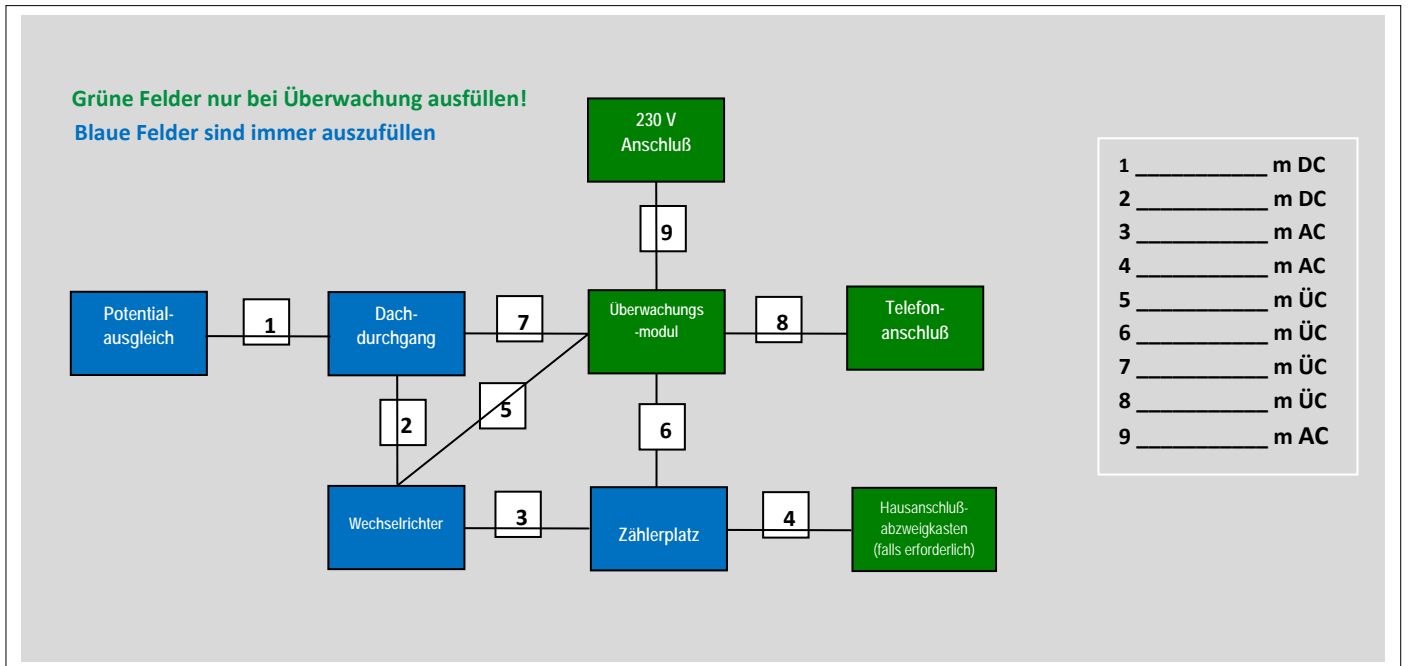 Grüne Felder nur bei Überwachung ausfüllen!
Blaue Felder sind immer auszufüllen
230 V
Anschluß
9
Potential-
ausgleich
1
Dach-
durchgang
7
Überwachungs
-modul
8
Telefon-
anschluß
2
5
6
Wechselrichter
3
Zählerplatz
4
Hausanschluß-
abzweigkasten
(falls erforderlich)
1 ___________ m DC
2 ___________ m DC
3 ___________ m AC
4 ___________ m AC
5 ___________ m ÜC
6 ___________ m ÜC
7 ___________ m ÜC
8 ___________ m ÜC
9 ___________ m AC